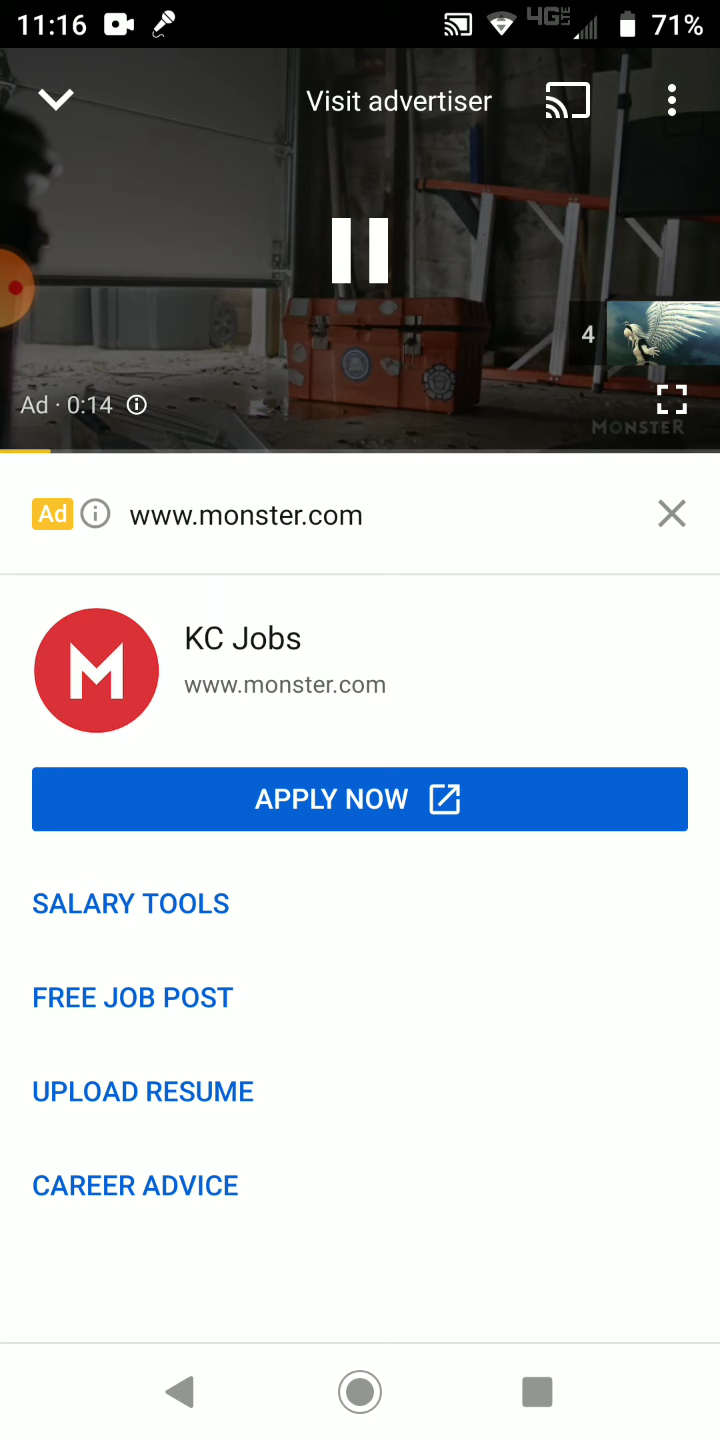 11:16
4G LTE
71%
Visit advertiser
4
Ad · 0:14
MONSTER
Ad
www.monster.com
M
KC Jobs
www.monster.com
APPLY NOW
SALARY TOOLS
FREE JOB POST
UPLOAD RESUME
CAREER ADVICE